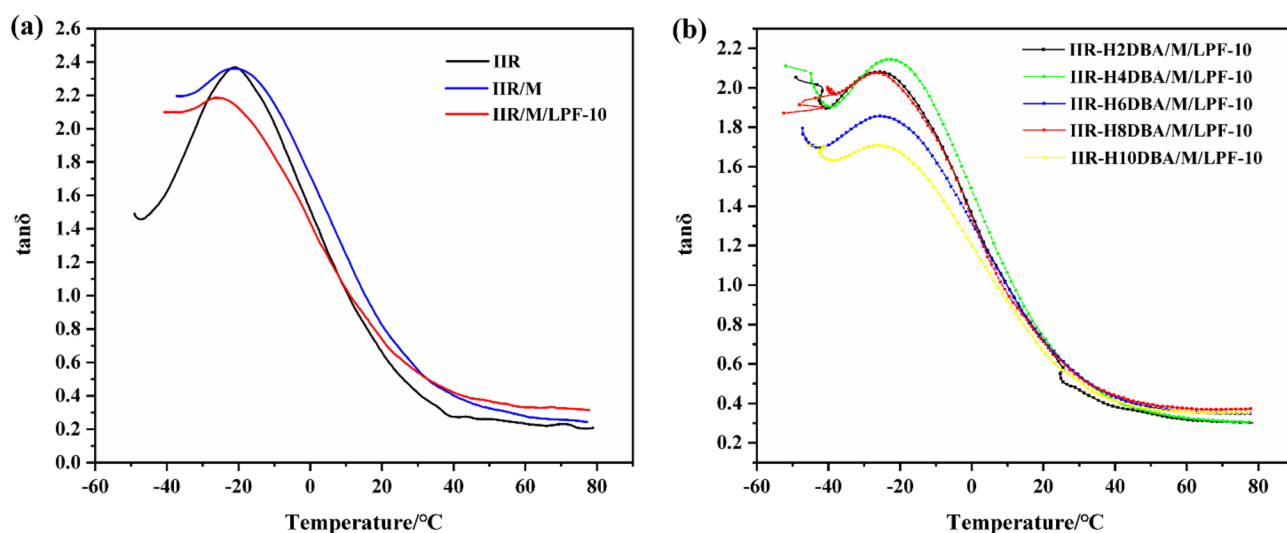 (a)
IIR
IIR/M
IIR/M/LPF-10
tanδ
2.6
2.4
2.2
2.0
1.8
1.6
1.4
1.2
1.0
0.8
0.6
0.4
0.2
0.0
-60 -40 -20 0 20 40 60 80
Temperature/°C
(b)
IIR-H2DBA/M/LPF-10
IIR-H4DBA/M/LPF-10
IIR-H6DBA/M/LPF-10
IIR-H8DBA/M/LPF-10
IIR-H10DBA/M/LPF-10
tanδ
2.2
2.0
1.8
1.6
1.4
1.2
1.0
0.8
0.6
0.4
0.2
-60 -40 -20 0 20 40 60 80
Temperature/°C